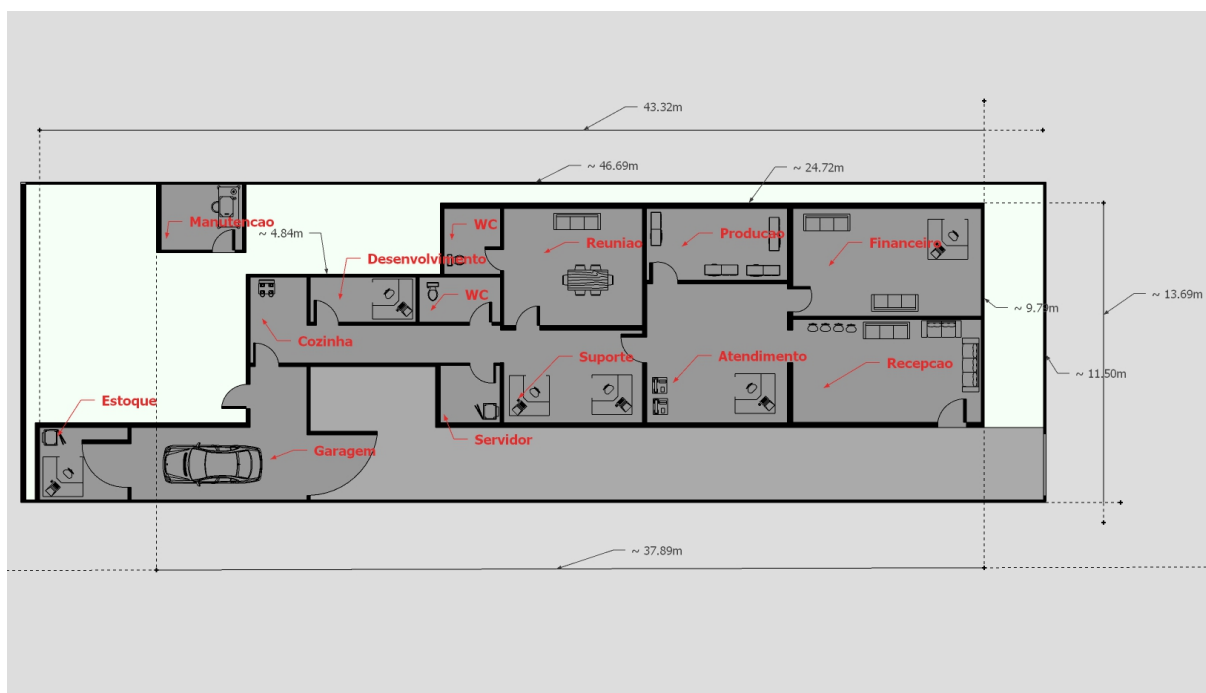 43.32m
~ 46.69m
~ 24.72m
Manutencao
~ 4.84m
WC
Reuniao
Producao
Financeiro
Desenvolvimento
WC
~ 13.69m
~ 9.79m
Cozinha
Suporte
Atendimento
Recepcao
~ 11.50m
Estoque
Servidor
Garagem
~ 37.89m